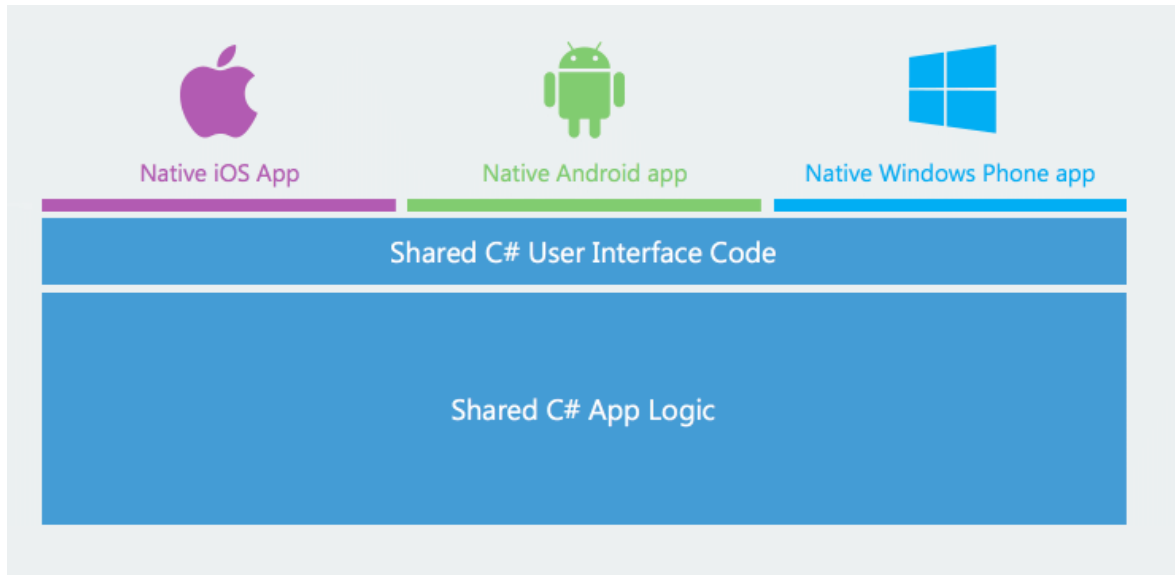 Native iOS App
Native Android app
Native Windows Phone app
Shared C# User Interface Code
Shared C# App Logic